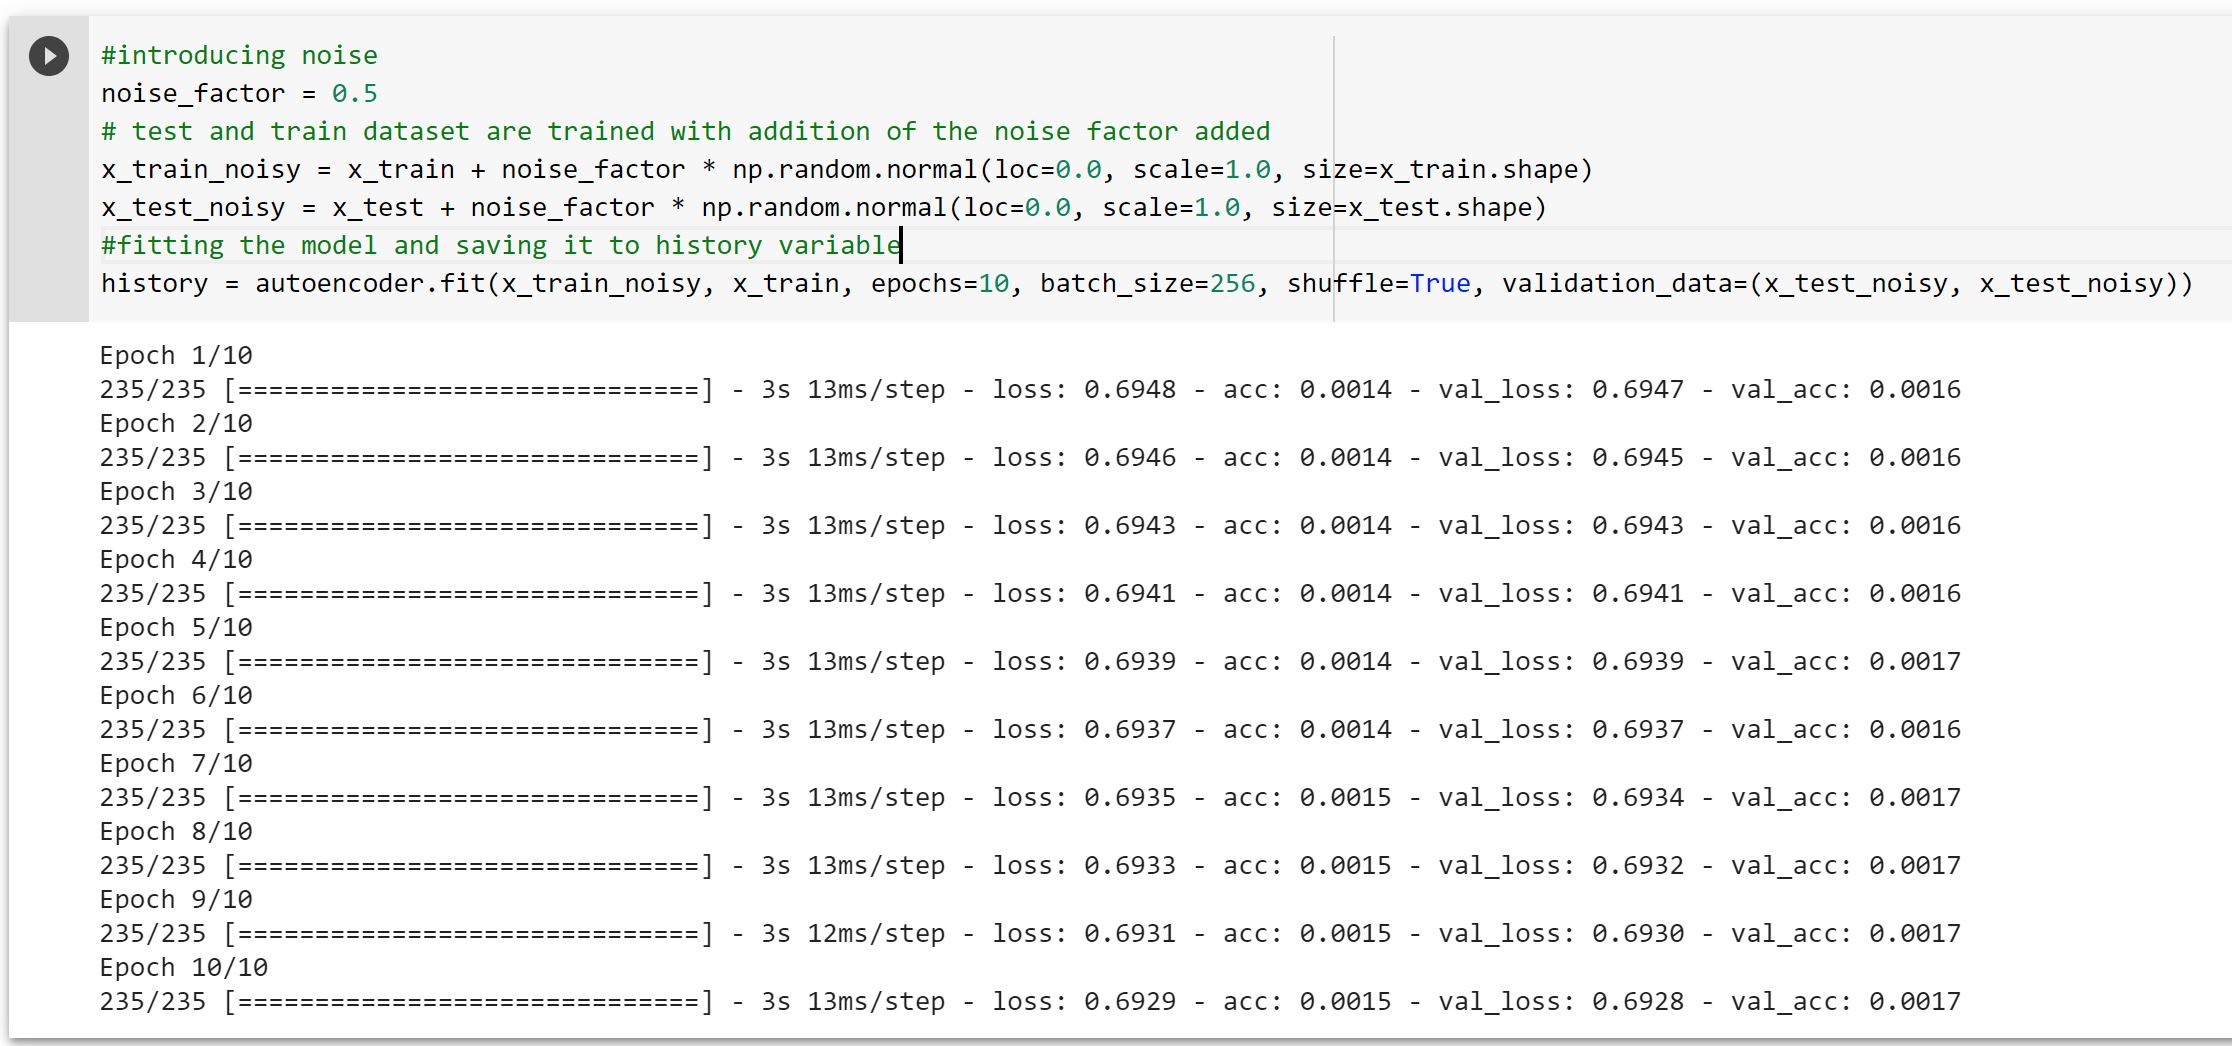 #introducing noise
noise_factor = 0.5
# test and train dataset are trained with addition of the noise factor added
x_train_noisy = x_train + noise_factor * np.random.normal(loc=0.0, scale=1.0, size=x_train.shape)
x_test_noisy = x_test + noise_factor * np.random.normal(loc=0.0, scale=1.0, size=x_test.shape)
#fitting the model and saving it to history variable
history = autoencoder.fit(x_train_noisy, x_train, epochs=10, batch_size=256, shuffle=True, validation_data=(x_test_noisy, x_test_noisy))
Epoch 1/10
235/235 [==============================] - 3s 13ms/step - loss: 0.6948 - acc: 0.0014 - val_loss: 0.6947 - val_acc: 0.0016
Epoch 2/10
235/235 [==============================] - 3s 13ms/step - loss: 0.6946 - acc: 0.0014 - val_loss: 0.6945 - val_acc: 0.0016
Epoch 3/10
235/235 [==============================] - 3s 13ms/step - loss: 0.6943 - acc: 0.0014 - val_loss: 0.6943 - val_acc: 0.0016
Epoch 4/10
235/235 [==============================] - 3s 13ms/step - loss: 0.6941 - acc: 0.0014 - val_loss: 0.6941 - val_acc: 0.0016
Epoch 5/10
235/235 [==============================] - 3s 13ms/step - loss: 0.6939 - acc: 0.0014 - val_loss: 0.6939 - val_acc: 0.0017
Epoch 6/10
235/235 [==============================] - 3s 13ms/step - loss: 0.6937 - acc: 0.0014 - val_loss: 0.6937 - val_acc: 0.0016
Epoch 7/10
235/235 [==============================] - 3s 13ms/step - loss: 0.6935 - acc: 0.0015 - val_loss: 0.6934 - val_acc: 0.0017
Epoch 8/10
235/235 [==============================] - 3s 13ms/step - loss: 0.6933 - acc: 0.0015 - val_loss: 0.6932 - val_acc: 0.0017
Epoch 9/10
235/235 [==============================] - 3s 12ms/step - loss: 0.6931 - acc: 0.0015 - val_loss: 0.6930 - val_acc: 0.0017
Epoch 10/10
235/235 [==============================] - 3s 13ms/step - loss: 0.6929 - acc: 0.0015 - val_loss: 0.6928 - val_acc: 0.0017